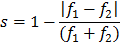 s = 1 − |f₁ − f₂| / (f₁ + f₂)